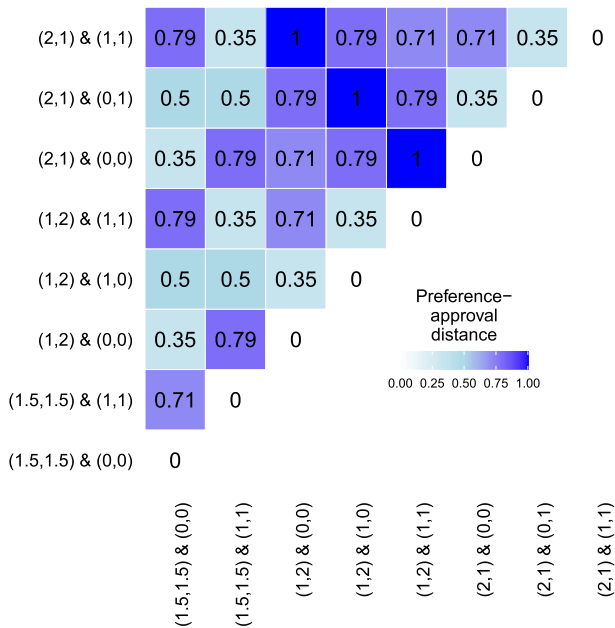 (2,1) & (1,1) 0.79 0.35 1 0.79 0.71 0.71 0.35 0
(2,1) & (0,1) 0.5 0.5 0.79 1 0.79 0.35 0
(2,1) & (0,0) 0.35 0.79 0.71 0.79 1 0
(1,2) & (1,1) 0.79 0.35 0.71 0.35 0
(1,2) & (1,0) 0.5 0.5 0.35 0
(1,2) & (0,0) 0.35 0.79 0
(1.5,1.5) & (1,1) 0.71 0
(1.5,1.5) & (0,0) 0
Preference−
approval
distance
0.00 0.25 0.50 0.75 1.00
(1.5,1.5) & (0,0)
(1.5,1.5) & (1,1)
(1,2) & (0,0)
(1,2) & (1,0)
(1,2) & (1,1)
(2,1) & (0,0)
(2,1) & (0,1)
(2,1) & (1,1)